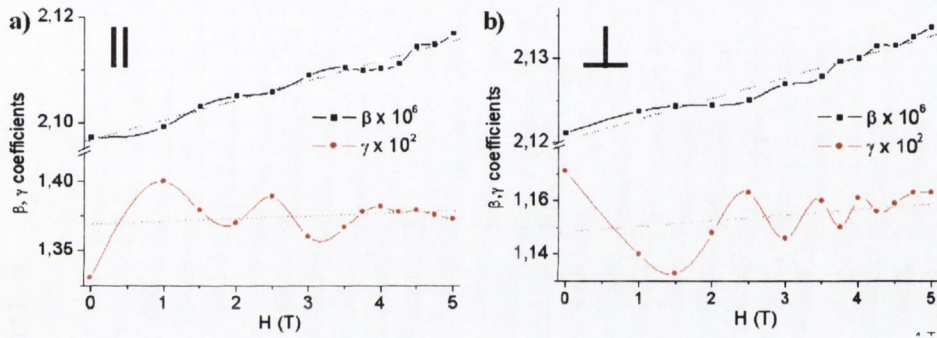 a)
2,12
2,10
1,40
1,35
β, γ coefficients
β x 10⁶
γ x 10²
0 1 2 3 4 5
H (T)
b)
2,13
2,12
1,16
1,14
β, γ coefficients
β x 10⁶
γ x 10²
0 1 2 3 4 5
H (T)